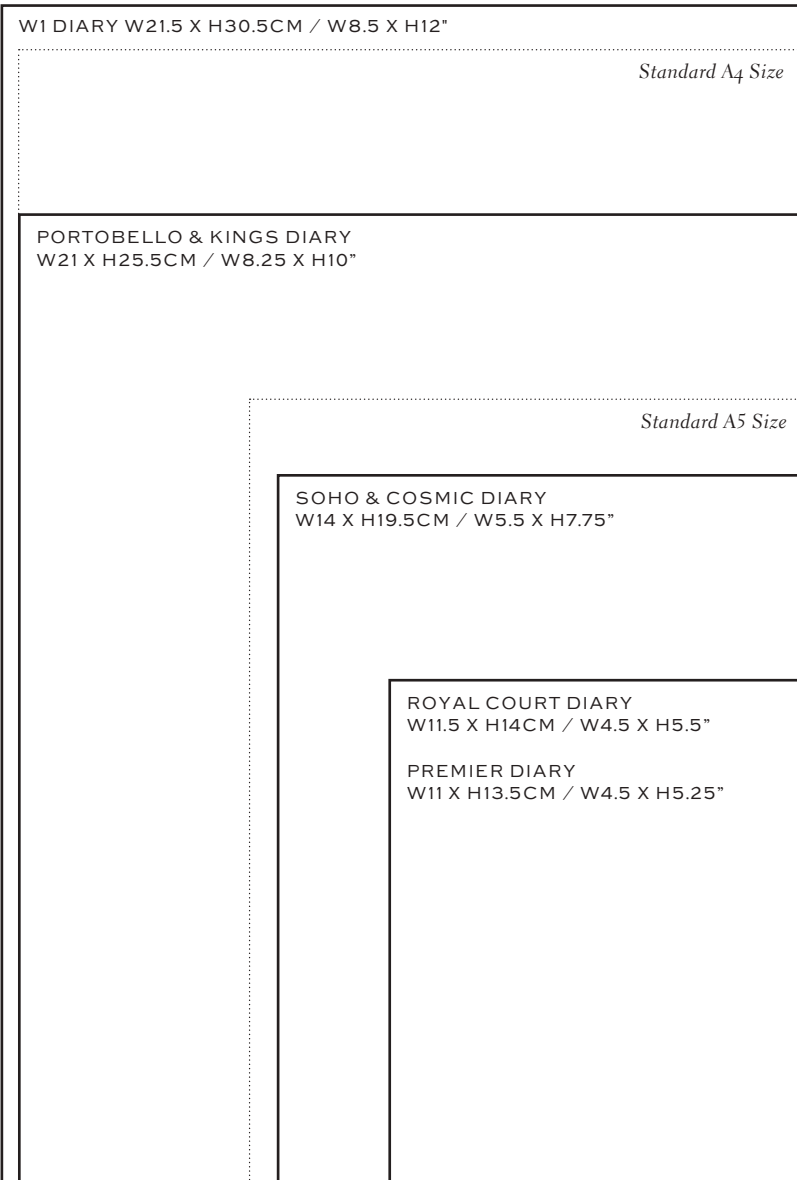 W1 DIARY W21.5 X H30.5CM / W8.5 X H12"
Standard A4 Size
PORTOBELLO & KINGS DIARY
W21 X H25.5CM / W8.25 X H10”
Standard A5 Size
SOHO & COSMIC DIARY
W14 X H19.5CM / W5.5 X H7.75”
ROYAL COURT DIARY
W11.5 X H14CM / W4.5 X H5.5”
PREMIER DIARY
W11 X H13.5CM / W4.5 X H5.25”